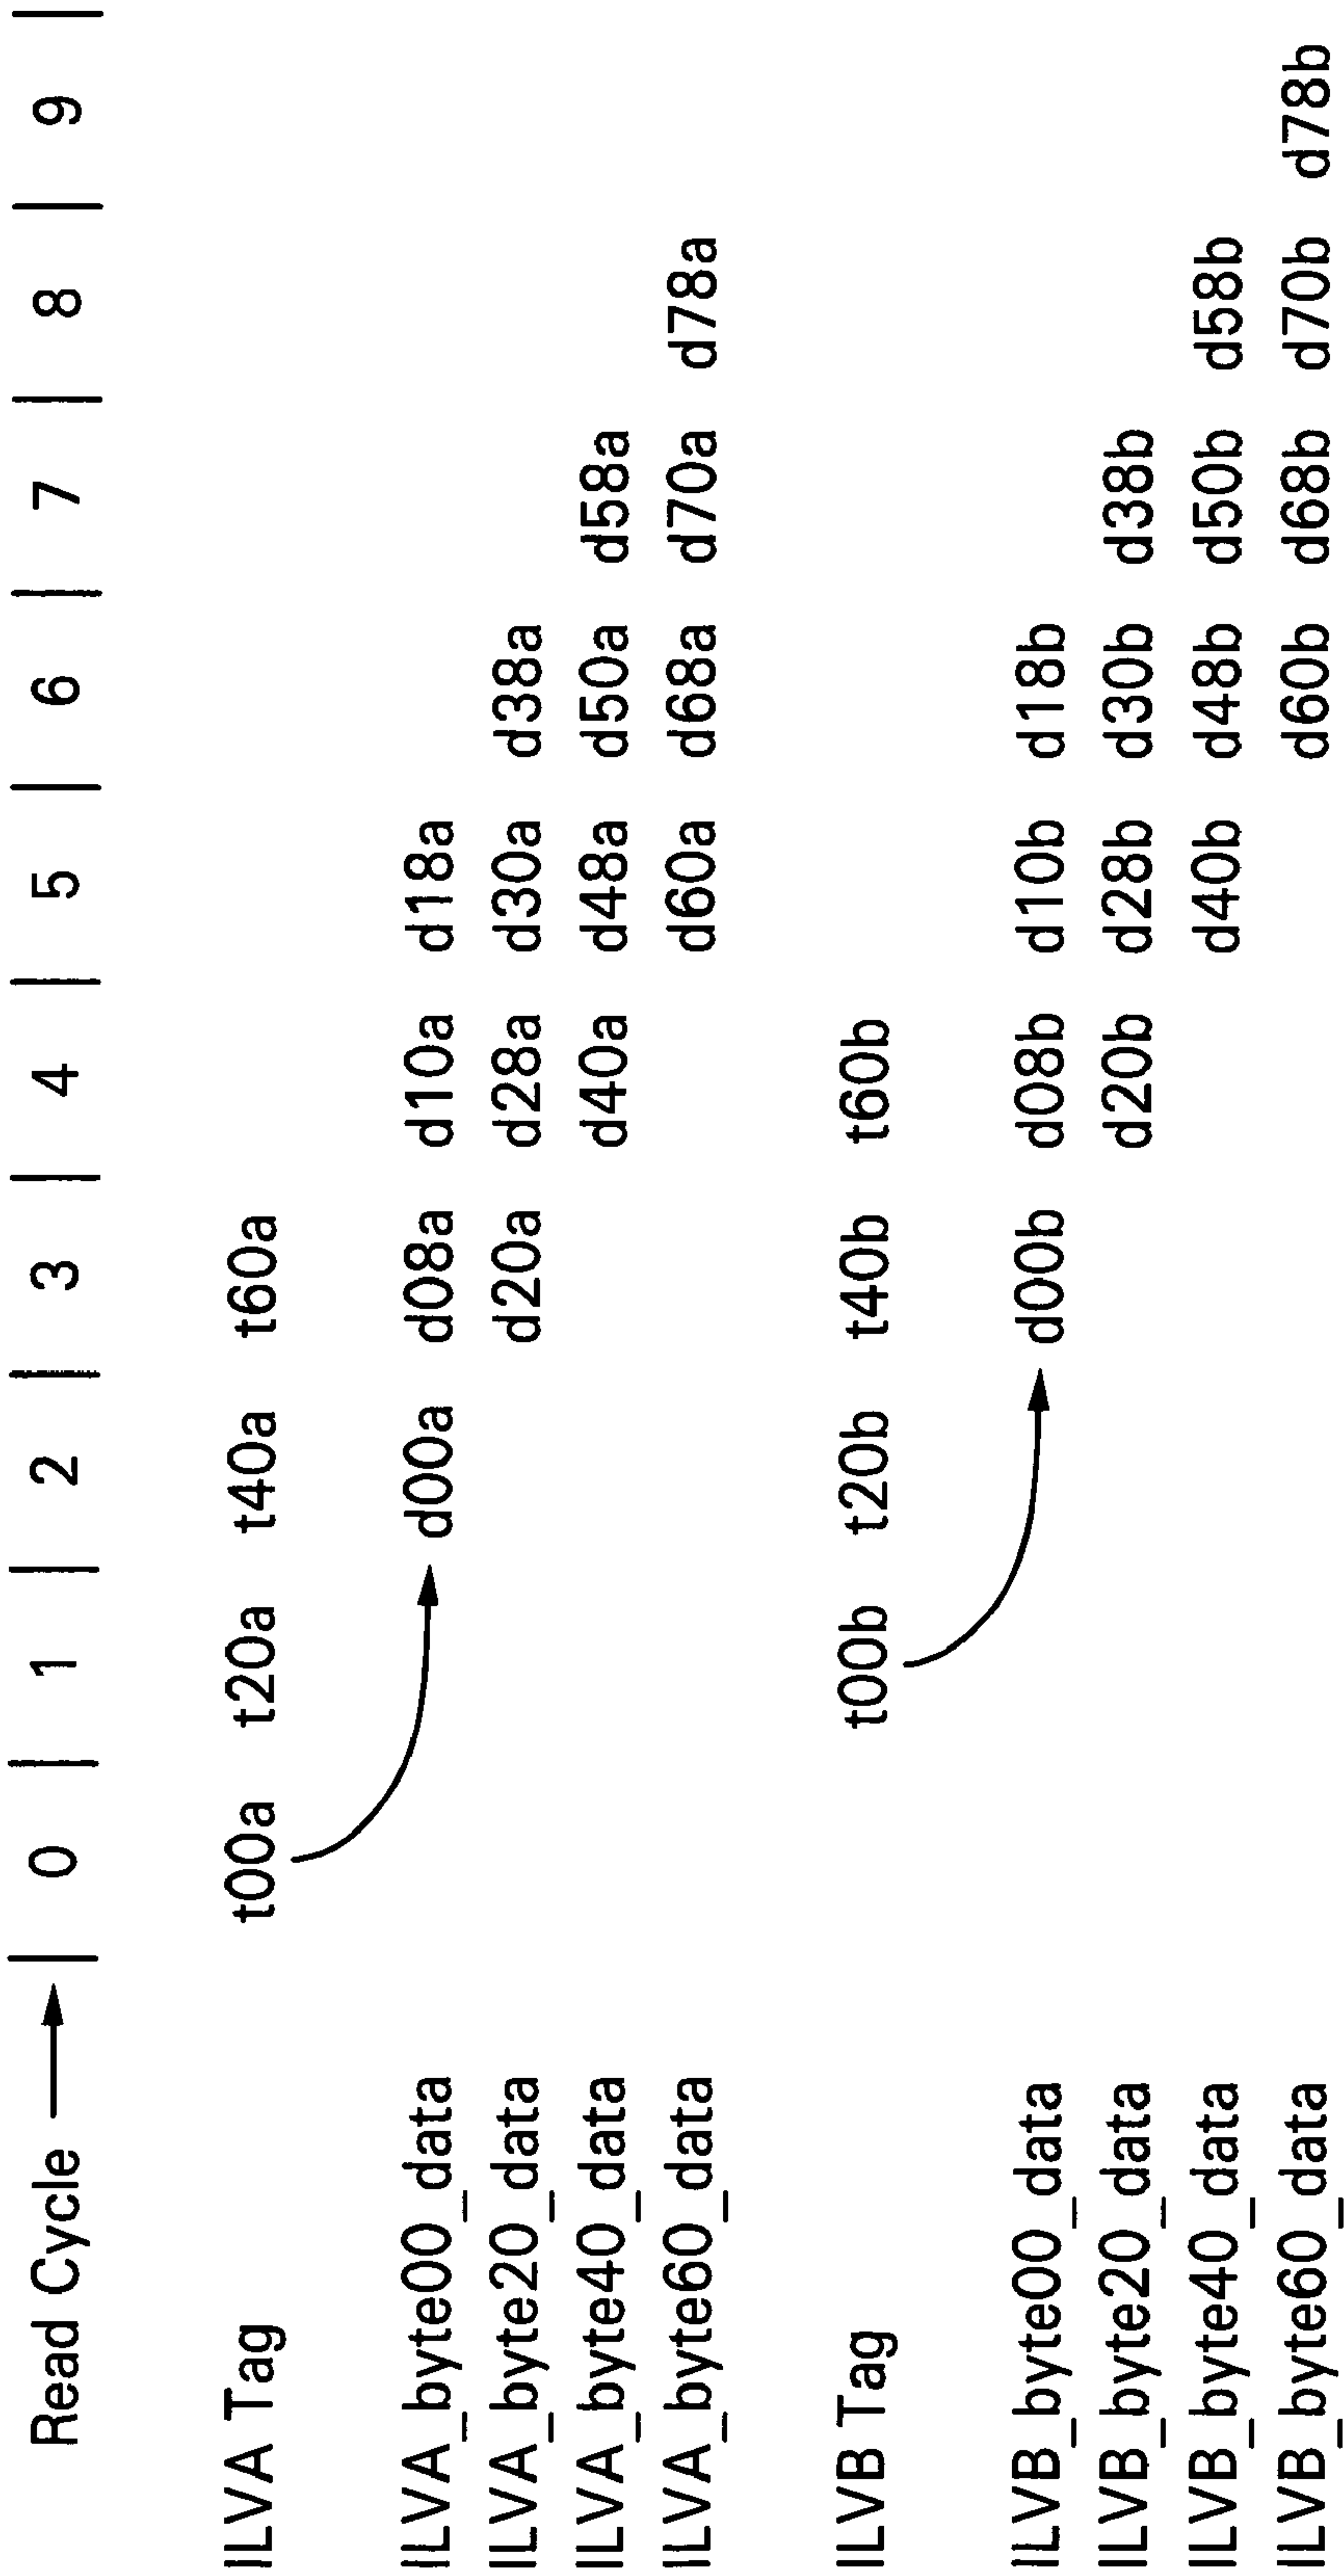 Read Cycle 0 1 2 3 4 5 6 7 8 9
ILVA Tag t00a t20a t40a t60a
ILVA_byte00_data d00a d08a d10a d18a
ILVA_byte20_data d20a d28a d30a d38a
ILVA_byte40_data d40a d48a d50a d58a
ILVA_byte60_data d60a d68a d70a d78a
ILVB Tag t00b t20b t40b t60b
ILVB_byte00_data d00b d08b d10b d18b
ILVB_byte20_data d20b d28b d30b d38b
ILVB_byte40_data d40b d48b d50b d58b
ILVB_byte60_data d60b d68b d70b d78b